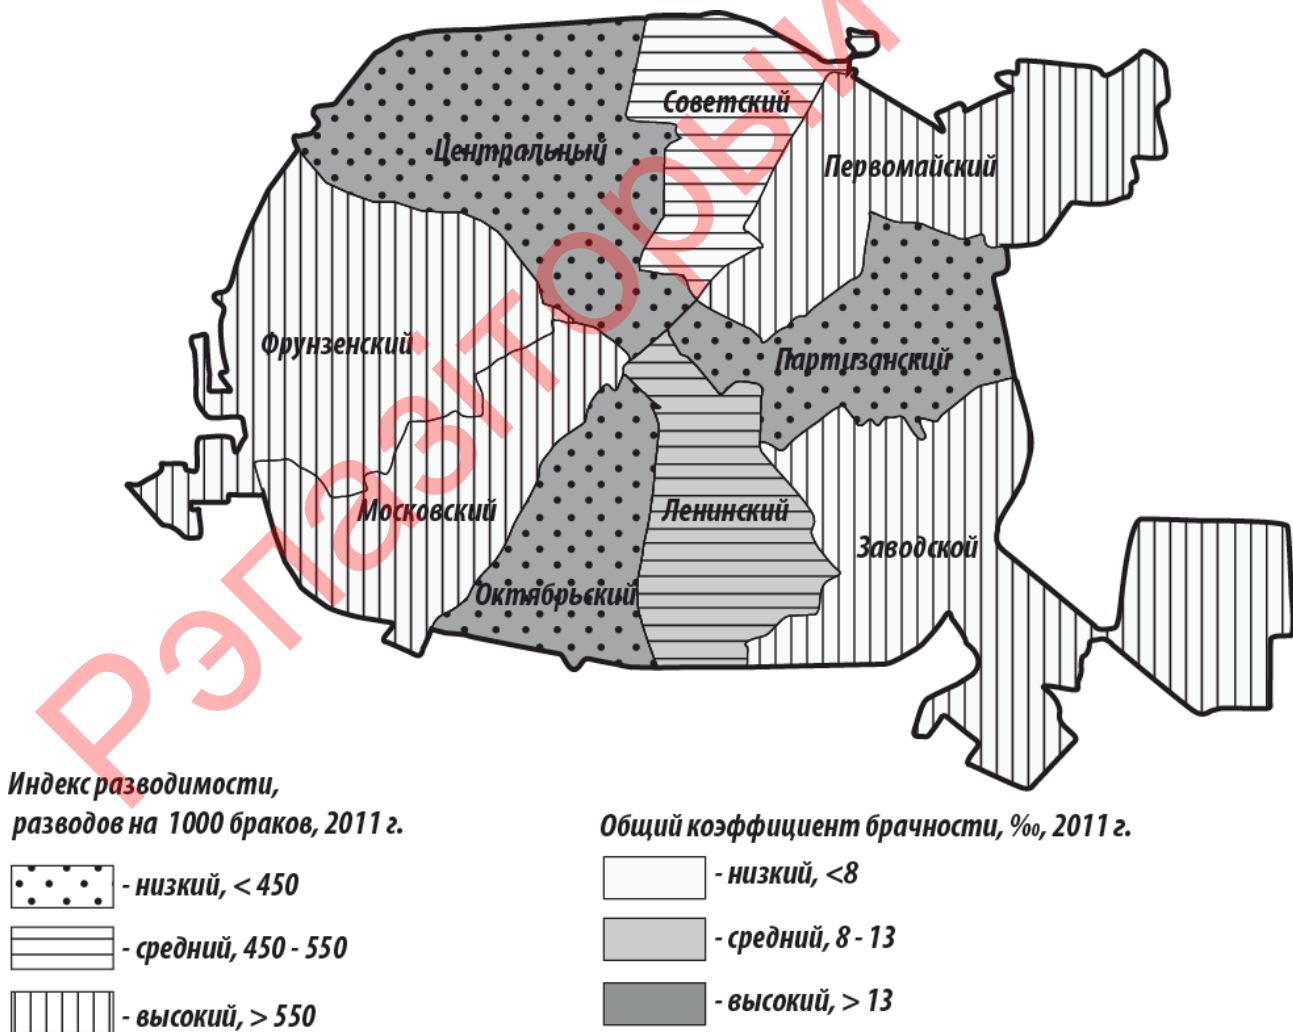 Советский
Центральный
Первомайский
Фрунзенский
Партизанский
Московский
Ленинский
Заводской
Октябрьский
Рэпазіторый
Индекс разводимости,
разводов на 1000 браков, 2011 г.
- низкий, < 450
- средний, 450 - 550
- высокий, > 550
Общий коэффициент брачности, ‰, 2011 г.
- низкий, <8
- средний, 8 - 13
- высокий, > 13